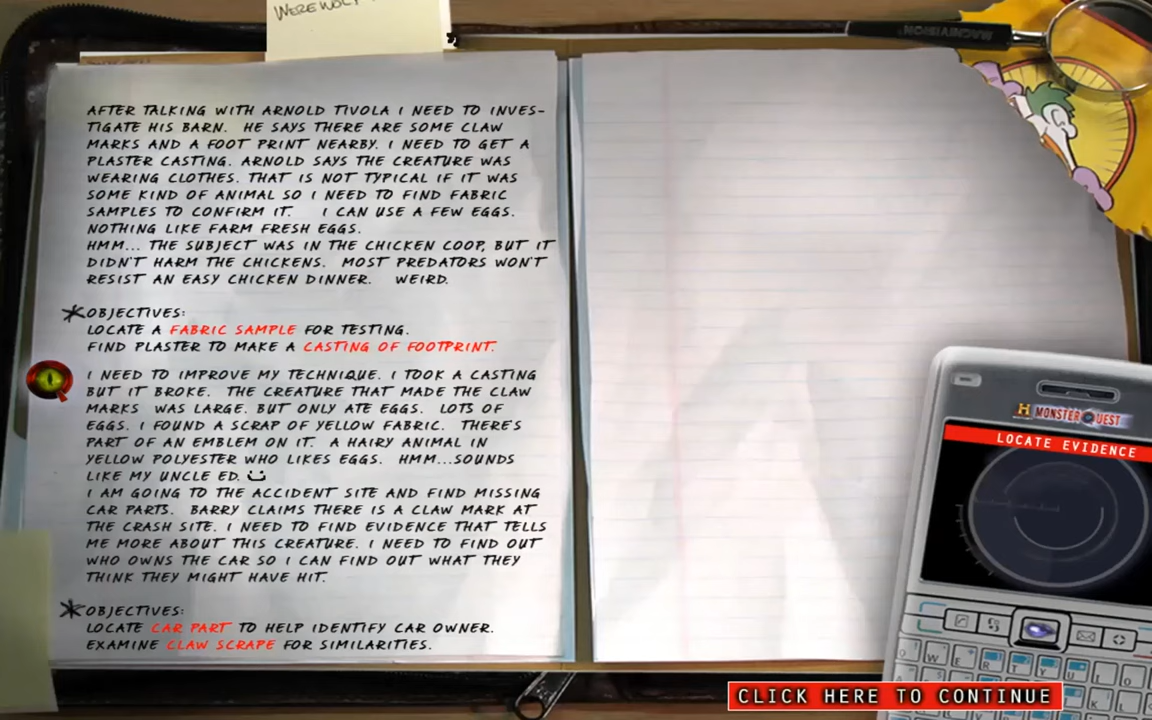 WEREWOLF
AFTER TALKING WITH ARNOLD TIVOLA I NEED TO INVES-
TIGATE HIS BARN. HE SAYS THERE ARE SOME CLAW
MARKS AND A FOOT PRINT NEARBY. I NEED TO GET A
PLASTER CASTING. ARNOLD SAYS THE CREATURE WAS
WEARING CLOTHES. THAT IS NOT TYPICAL IF IT WAS
SOME KIND OF ANIMAL SO I NEED TO FIND FABRIC
SAMPLES TO CONFIRM IT. I CAN USE A FEW EGGS.
NOTHING LIKE FARM FRESH EGGS.
HMM... THE SUBJECT WAS IN THE CHICKEN COOP, BUT IT
DIDN'T HARM THE CHICKENS. MOST PREDATORS WON'T
RESIST AN EASY CHICKEN DINNER. WEIRD.
OBJECTIVES:
LOCATE A FABRIC SAMPLE FOR TESTING.
FIND PLASTER TO MAKE A CASTING OF FOOTPRINT.
I NEED TO IMPROVE MY TECHNIQUE. I TOOK A CASTING
BUT IT BROKE. THE CREATURE THAT MADE THE CLAW
MARKS WAS LARGE. BUT ONLY ATE EGGS. LOTS OF
EGGS. I FOUND A SCRAP OF YELLOW FABRIC. THERE'S
PART OF AN EMBLEM ON IT. A HAIRY ANIMAL IN
YELLOW POLYESTER WHO LIKES EGGS. HMM...SOUNDS
LIKE MY UNCLE ED.
I AM GOING TO THE ACCIDENT SITE AND FIND MISSING
CAR PARTS. BARRY CLAIMS THERE IS A CLAW MARK AT
THE CRASH SITE. I NEED TO FIND EVIDENCE THAT TELLS
ME MORE ABOUT THIS CREATURE. I NEED TO FIND OUT
WHO OWNS THE CAR SO I CAN FIND OUT WHAT THEY
THINK THEY MIGHT HAVE HIT.
OBJECTIVES:
LOCATE CAR PART TO HELP IDENTIFY CAR OWNER.
EXAMINE CLAW SCRAPE FOR SIMILARITIES.
H MONSTERQUEST
LOCATE EVIDENCE
CLICK HERE TO CONTINUE